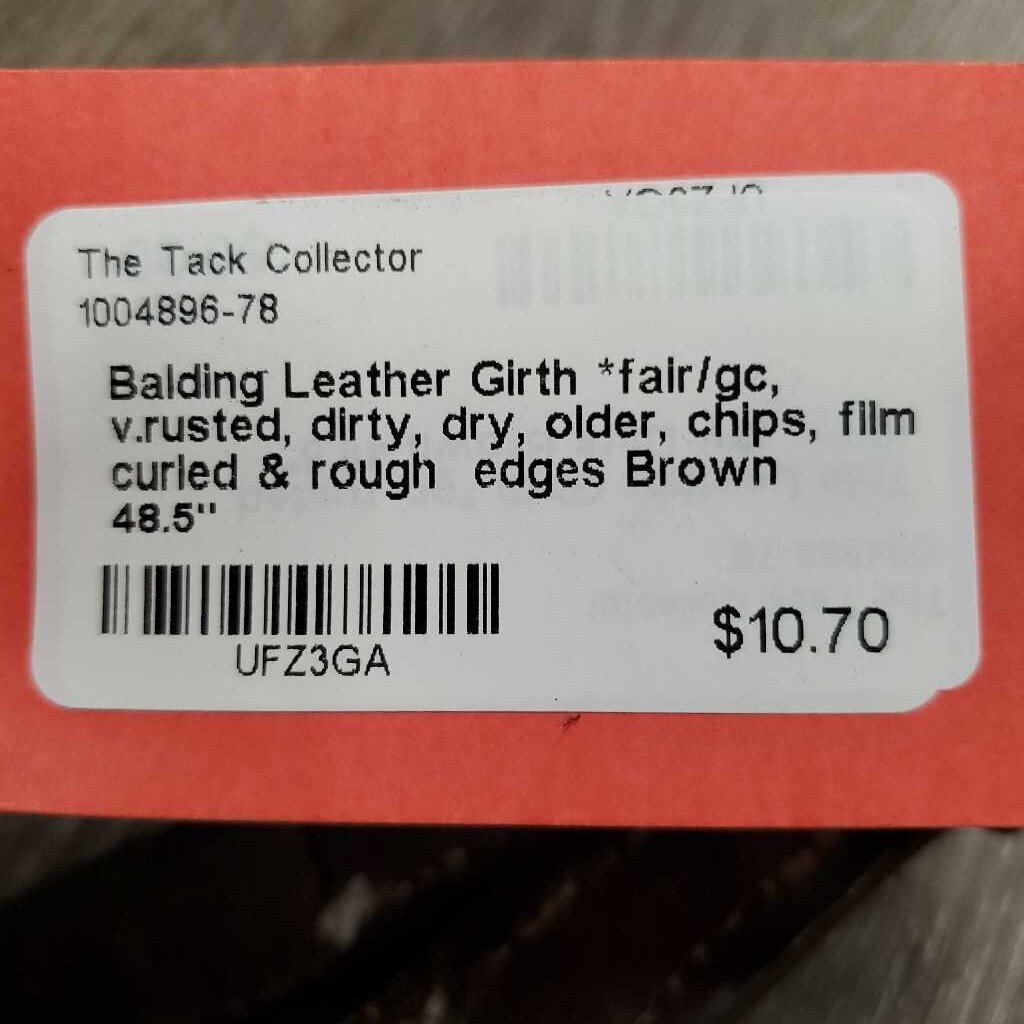 The Tack Collector
1004896-78
Balding Leather Girth *fair/gc,
v.rusted, dirty, dry, older, chips, film
curled & rough edges Brown
48.5"
UFZ3GA
$10.70